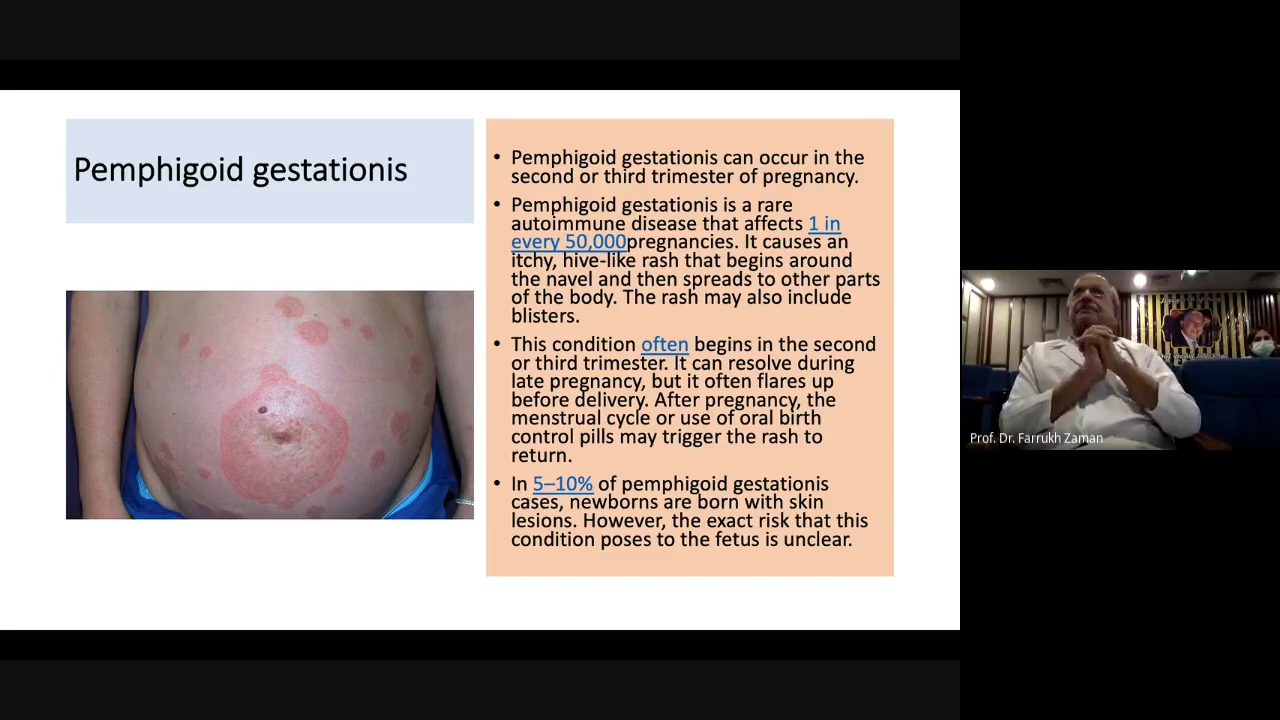 Pemphigoid gestationis
• Pemphigoid gestationis can occur in the
second or third trimester of pregnancy.
• Pemphigoid gestationis is a rare
autoimmune disease that affects 1 in
every 50,000pregnancies. It causes an
itchy, hive-like rash that begins around
the navel and then spreads to other parts
of the body. The rash may also include
blisters.
• This condition often begins in the second
or third trimester. It can resolve during
late pregnancy, but it often flares up
before delivery. After pregnancy, the
menstrual cycle or use of oral birth
control pills may trigger the rash to
return.
• In 5–10% of pemphigoid gestationis
cases, newborns are born with skin
lesions. However, the exact risk that this
condition poses to the fetus is unclear.
Prof. Dr. Farrukh Zaman